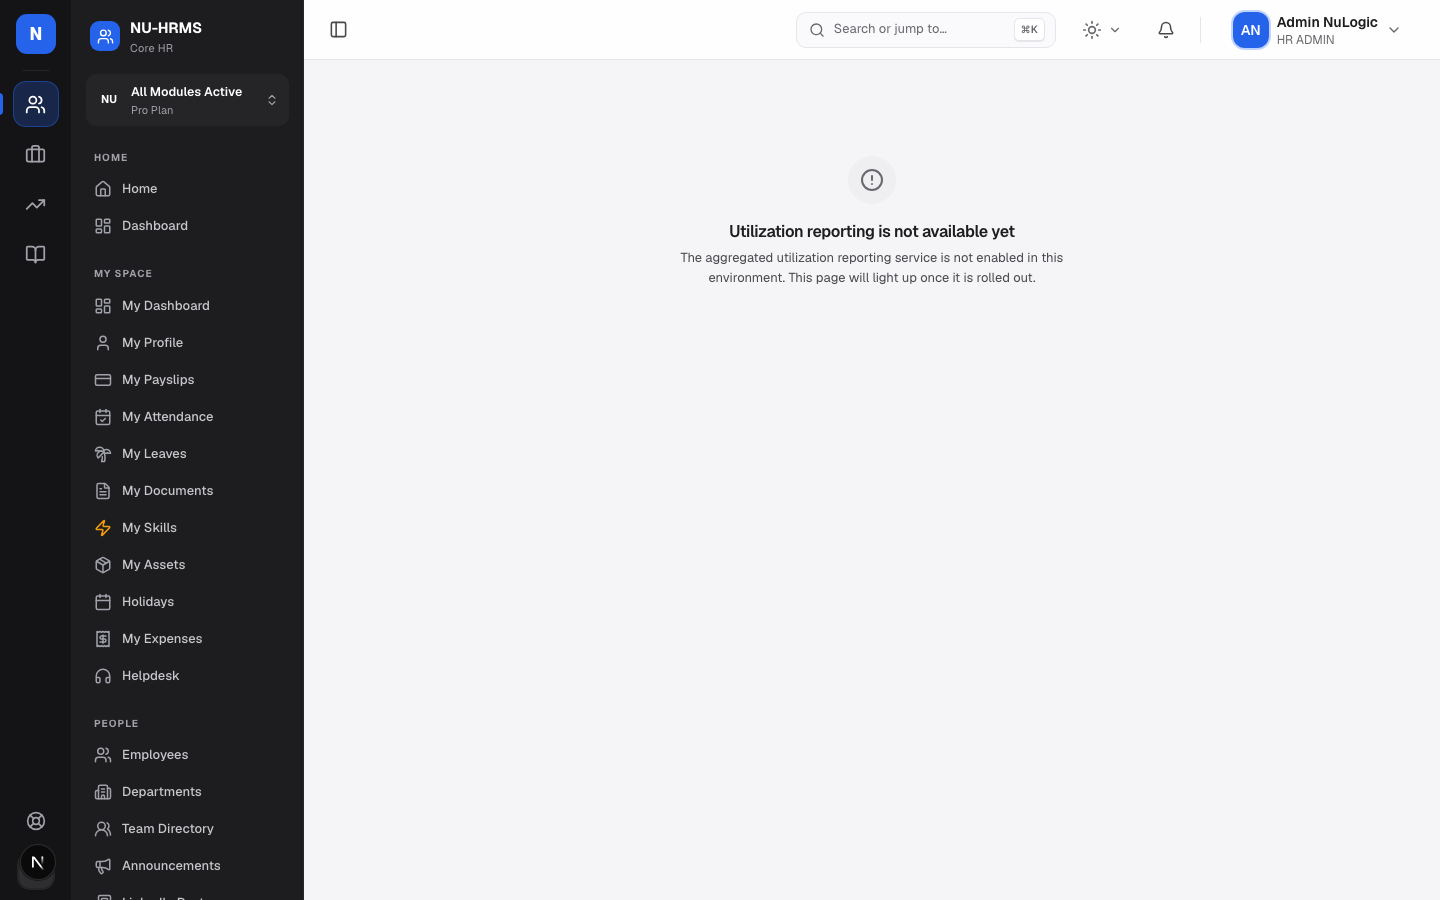 N
NU-HRMS
Core HR
NU
All Modules Active
Pro Plan
HOME
Home
Dashboard
MY SPACE
My Dashboard
My Profile
My Payslips
My Attendance
My Leaves
My Documents
My Skills
My Assets
Holidays
My Expenses
Helpdesk
PEOPLE
Employees
Departments
Team Directory
Announcements
N
Search or jump to...
⌘K
AN
Admin NuLogic
HR ADMIN
Utilization reporting is not available yet
The aggregated utilization reporting service is not enabled in this
environment. This page will light up once it is rolled out.